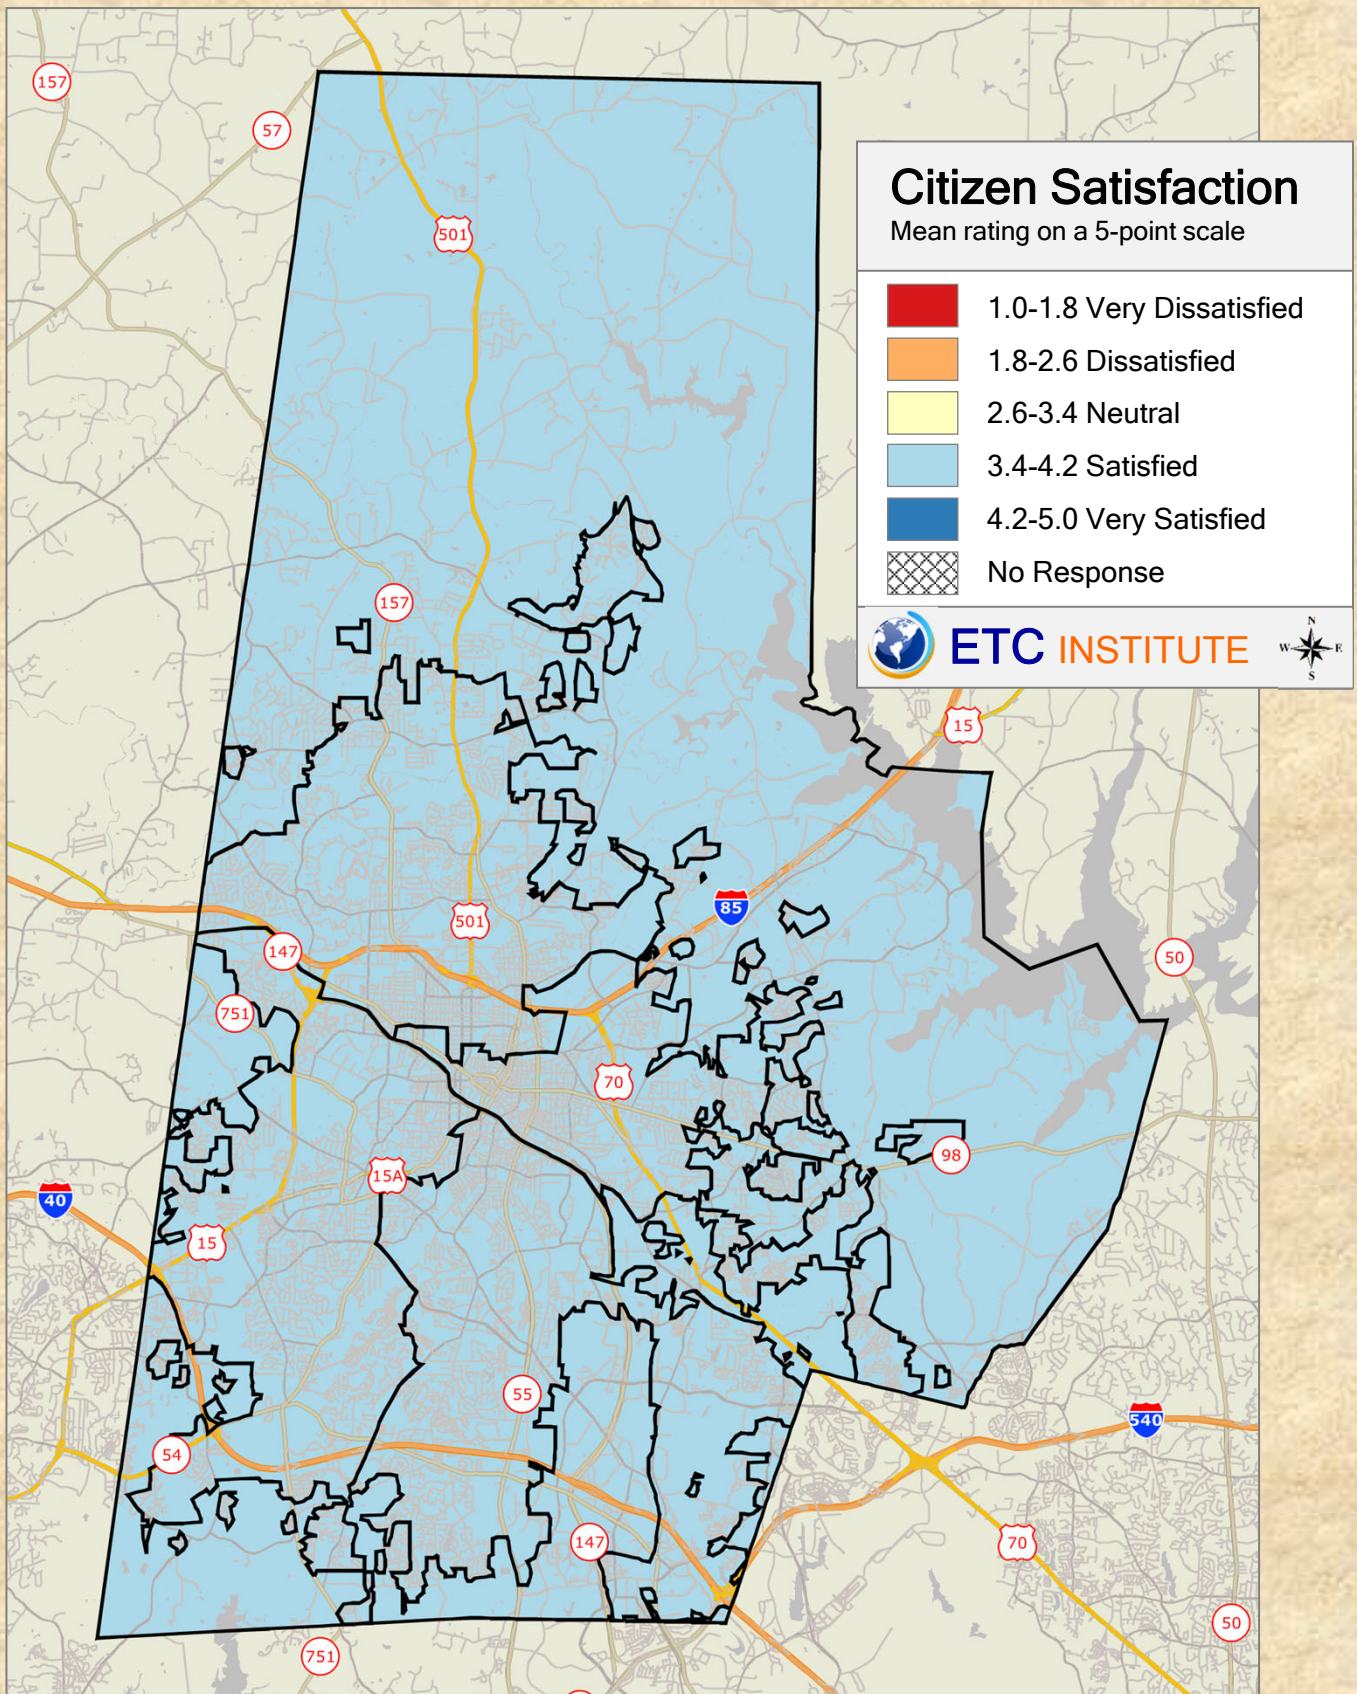 157
57
501
Citizen Satisfaction
Mean rating on a 5-point scale
1.0-1.8 Very Dissatisfied
1.8-2.6 Dissatisfied
2.6-3.4 Neutral
3.4-4.2 Satisfied
4.2-5.0 Very Satisfied
No Response
ETC INSTITUTE
N
W E
S
157
15
85
501
147
50
751
70
98
15A
40
15
55
540
54
147
70
50
751